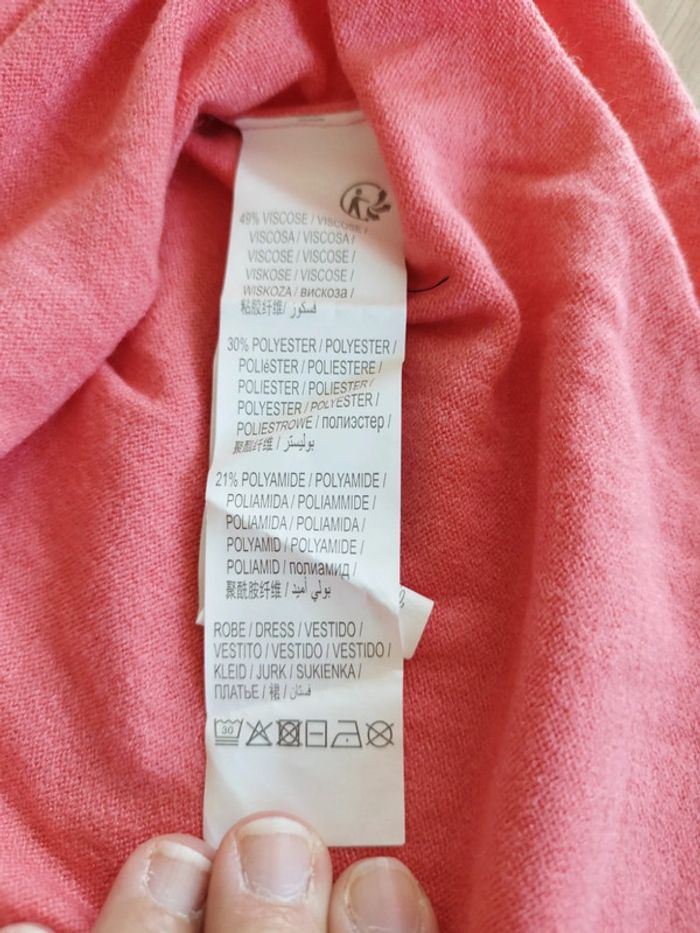 49% VISCOSE / VISCOSE /
VISCOSA / VISCOSA /
VISCOSE / VISCOSE /
VISKOSE / VISCOSE /
WISKOZA / вискоза /
粘胶纤维/ فسكوز /
30% POLYESTER / POLYESTER /
POLIéSTER / POLIESTERE /
POLIESTER / POLIESTER /
POLYESTER / POLYESTER /
POLIESTROWE / полиэстер /
聚酯纤维 / بوليستر /
21% POLYAMIDE / POLYAMIDE /
POLIAMIDA / POLIAMMIDE /
POLIAMIDA / POLIAMIDA /
POLYAMID / POLYAMIDE /
POLIAMID / полиамид /
聚酰胺纤维 / بولي أميد /
ROBE / DRESS / VESTIDO /
VESTITO / VESTIDO / VESTIDO /
KLEID / JURK / SUKIENKA /
ПЛАТЬЕ / 裙 / فستان /
30